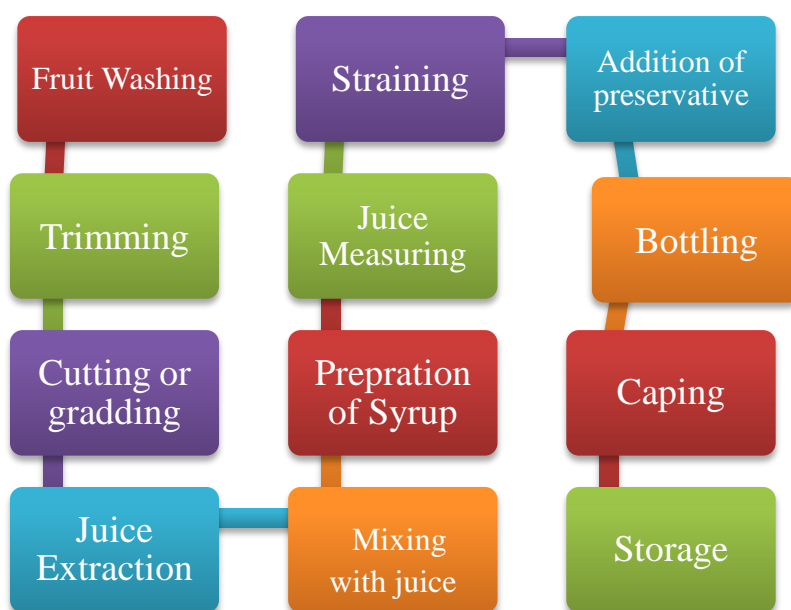 Fruit Washing
Trimming
Cutting or
gradding
Juice
Extraction
Mixing
with juice
Prepration
of Syrup
Juice
Measuring
Straining
Addition of
preservative
Bottling
Caping
Storage